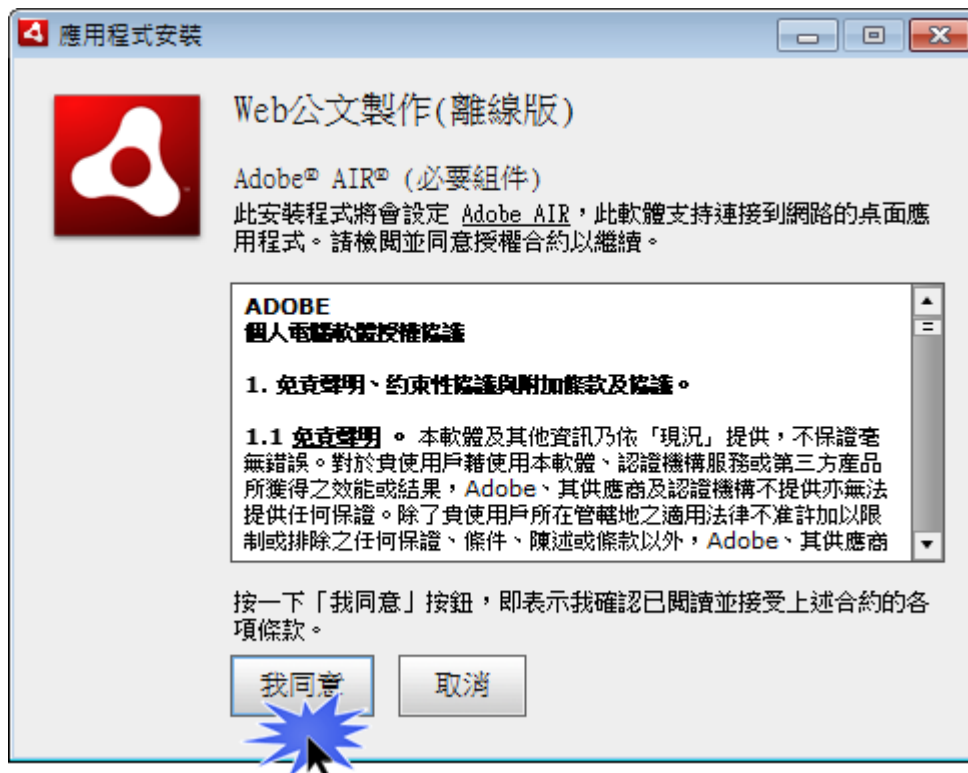 應用程式安裝
Web公文製作(離線版)
Adobe® AIR® (必要組件)
此安裝程式將會設定 Adobe AIR，此軟體支持連接到網路的桌面應
用程式。請檢閱並同意授權合約以繼續。
ADOBE
個人電腦軟體授權協議
1. 免責聲明、約束性協議與附加條款及協議。
1.1 免責聲明 。 本軟體及其他資訊乃依「現況」提供，不保證毫
無錯誤。對於貴使用戶藉使用本軟體、認證機構服務或第三方產品
所獲得之效能或結果，Adobe、其供應商及認證機構不提供亦無法
提供任何保證。除了貴使用戶所在管轄地之適用法律不准許加以限
制或排除之任何保證、條件、陳述或條款以外，Adobe、其供應商
按一下「我同意」按鈕，即表示我確認已閱讀並接受上述合約的各
項條款。
我同意
取消